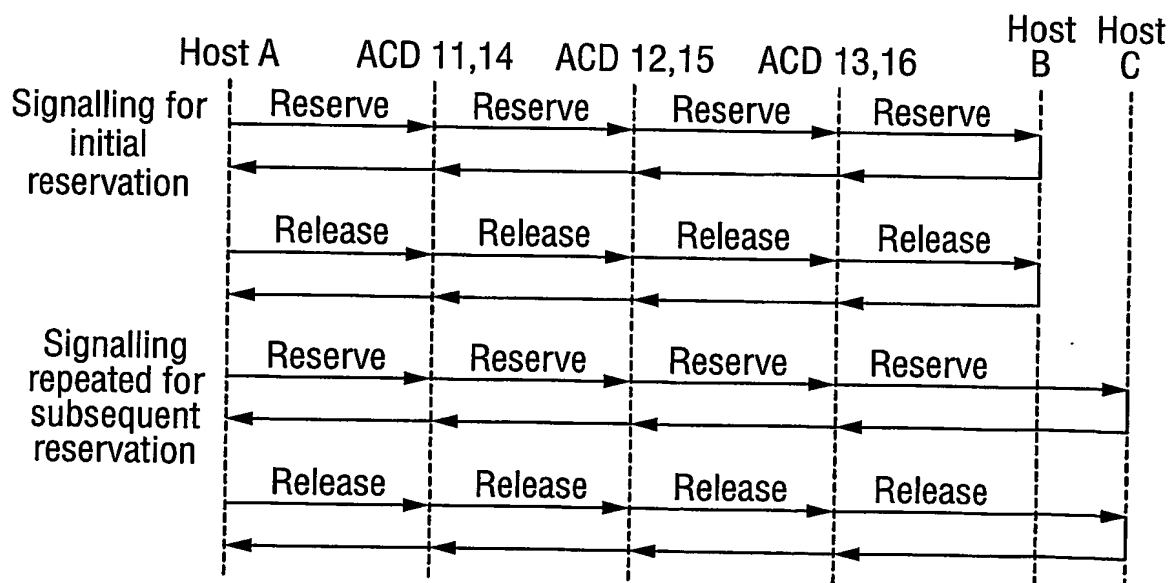 Host A ACD 11,14 ACD 12,15 ACD 13,16 Host B Host C
Signalling for
initial
reservation
Reserve Reserve Reserve Reserve
Release Release Release Release
Signalling
repeated for
subsequent
reservation
Reserve Reserve Reserve Reserve
Release Release Release Release